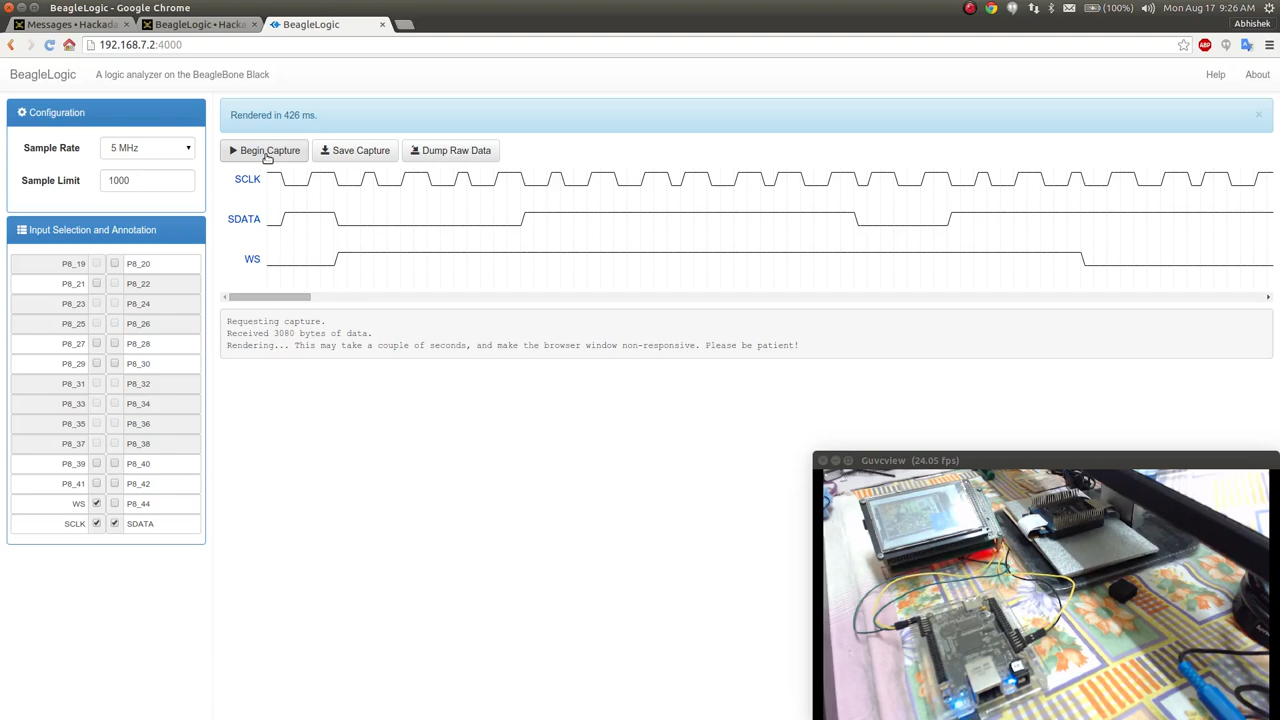 BeagleLogic - Google Chrome
(100%) Mon Aug 17 9:26 AM
Messages • Hackada × BeagleLogic • Hacka × BeagleLogic × Abhishek
192.168.7.2:4000
BeagleLogic A logic analyzer on the BeagleBone Black Help About
Configuration
Sample Rate 5 MHz
Sample Limit 1000
Input Selection and Annotation
P8_19 P8_20
P8_21 P8_22
P8_23 P8_24
P8_25 P8_26
P8_27 P8_28
P8_29 P8_30
P8_31 P8_32
P8_33 P8_34
P8_35 P8_36
P8_37 P8_38
P8_39 P8_40
P8_41 P8_42
WS P8_44
SCLK SDATA
Rendered in 426 ms. ×
Begin Capture Save Capture Dump Raw Data
SCLK
SDATA
WS
Requesting capture.
Received 3080 bytes of data.
Rendering... This may take a couple of seconds, and make the browser window non-responsive. Please be patient!
Guvcview (24.05 fps)
ABP